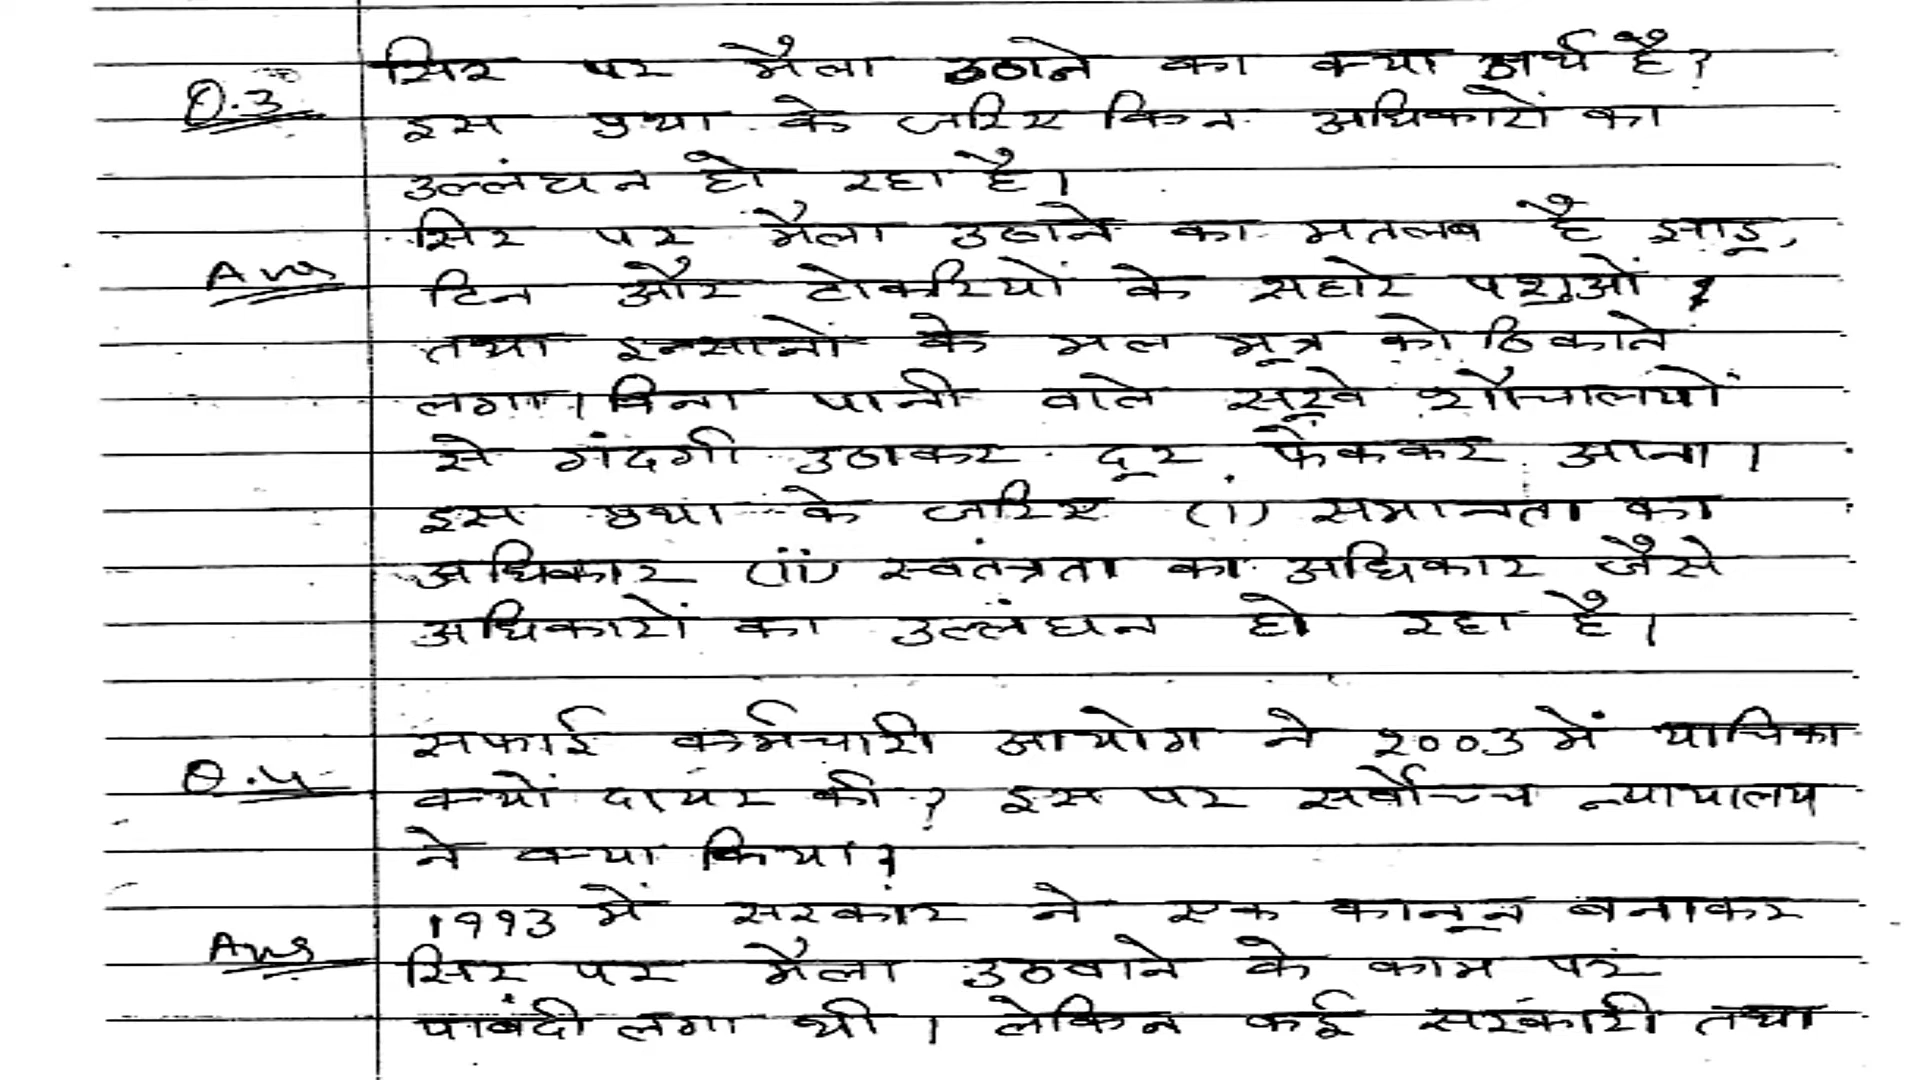 सिर पर मैला उठाने का क्या अर्थ है?
Q.3 इस प्रथा के जरिए किन अधिकारों का
उल्लंघन हो रहा है।
सिर पर मैला उठाने का मतलब है झाडू,
Ans टिन और टोकरियों के सहारे पशुओं
तथा इन्सानों के मल मूत्र को ठिकाने
लगा। बिना पानी वाले सूखे शौचालयों
से गंदगी उठाकर दूर फेंककर आना।
इस प्रथा के जरिए (i) समानता का
अधिकार (ii) स्वतंत्रता का अधिकार जैसे
अधिकारों का उल्लंघन हो रहा है।
सफाई कर्मचारी आयोग ने 2003 में याचिका
Q.4 क्यों दायर की? इस पर सर्वोच्च न्यायालय
ने क्या किया?
1993 में सरकार ने एक कानून बनाकर
Ans सिर पर मैला उठवाने के काम पर
पाबंदी लगा थी। लेकिन कई सरकारी तथा